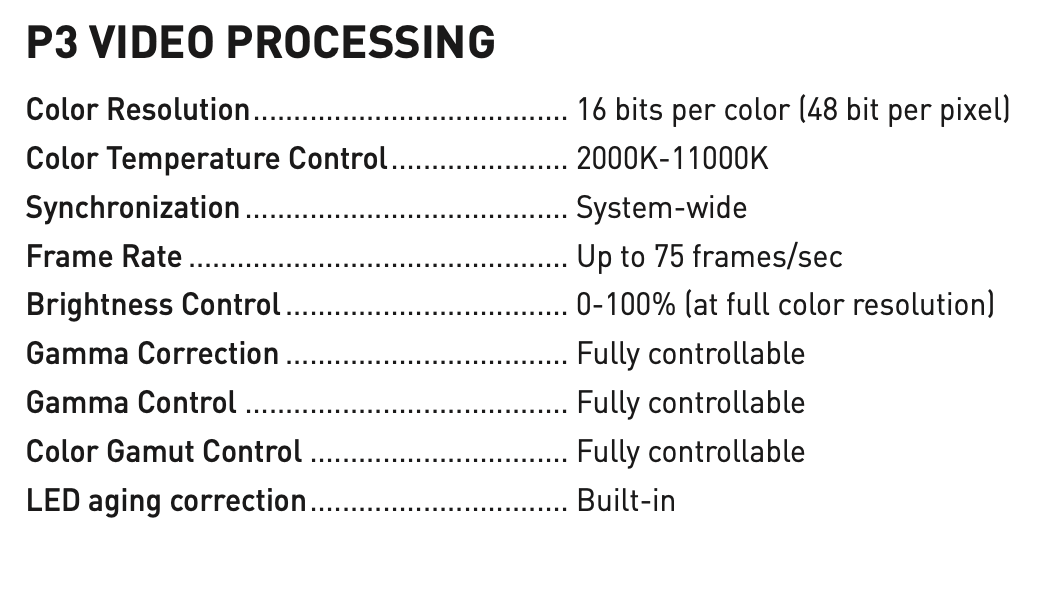 P3 VIDEO PROCESSING
Color Resolution....................................... 16 bits per color (48 bit per pixel)
Color Temperature Control...................... 2000K-11000K
Synchronization ........................................ System-wide
Frame Rate ............................................... Up to 75 frames/sec
Brightness Control................................... 0-100% (at full color resolution)
Gamma Correction ................................... Fully controllable
Gamma Control ........................................ Fully controllable
Color Gamut Control ................................ Fully controllable
LED aging correction................................ Built-in